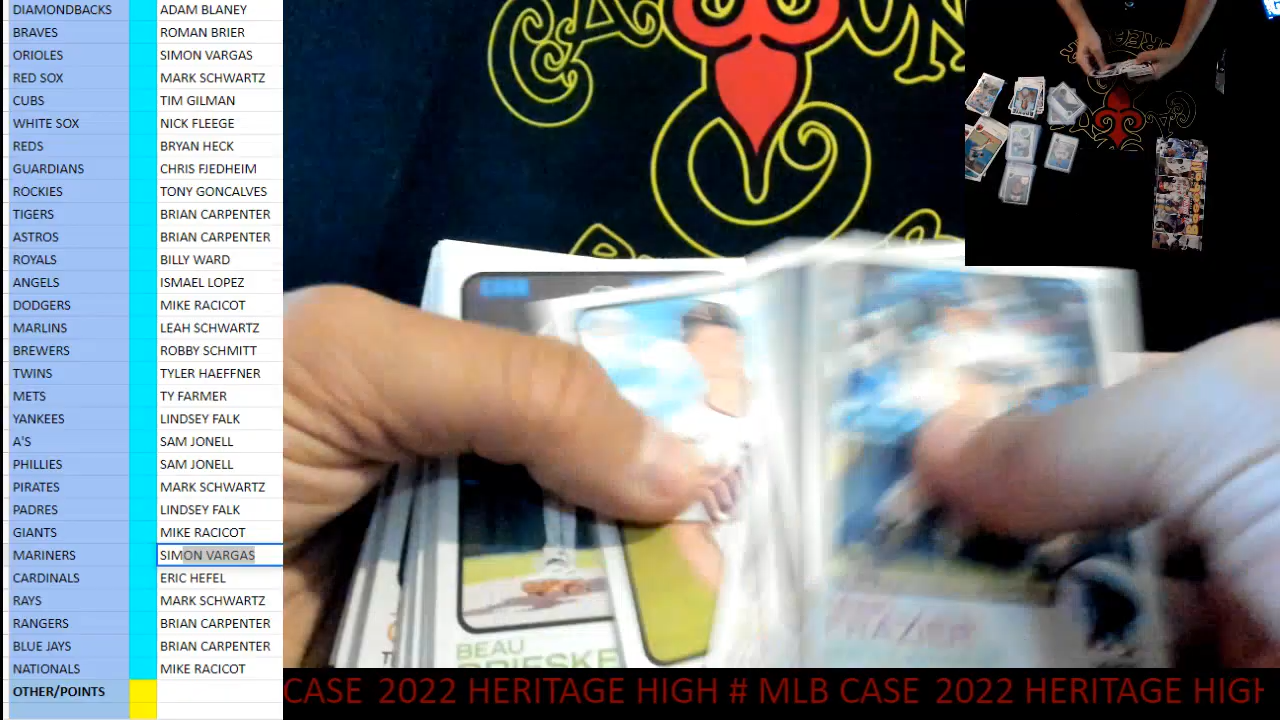 DIAMONDBACKS ADAM BLANEY
BRAVES ROMAN BRIER
ORIOLES SIMON VARGAS
RED SOX MARK SCHWARTZ
CUBS TIM GILMAN
WHITE SOX NICK FLEEGE
REDS BRYAN HECK
GUARDIANS CHRIS FJEDHEIM
ROCKIES TONY GONCALVES
TIGERS BRIAN CARPENTER
ASTROS BRIAN CARPENTER
ROYALS BILLY WARD
ANGELS ISMAEL LOPEZ
DODGERS MIKE RACICOT
MARLINS LEAH SCHWARTZ
BREWERS ROBBY SCHMITT
TWINS TYLER HAEFFNER
METS TY FARMER
YANKEES LINDSEY FALK
A'S SAM JONELL
PHILLIES SAM JONELL
PIRATES MARK SCHWARTZ
PADRES LINDSEY FALK
GIANTS MIKE RACICOT
MARINERS SIMON VARGAS
CARDINALS ERIC HEFEL
RAYS MARK SCHWARTZ
RANGERS BRIAN CARPENTER
BLUE JAYS BRIAN CARPENTER
NATIONALS MIKE RACICOT
OTHER/POINTS
BEAU
BRIESKE
CASE 2022 HERITAGE HIGH # MLB CASE 2022 HERITAGE HIGH